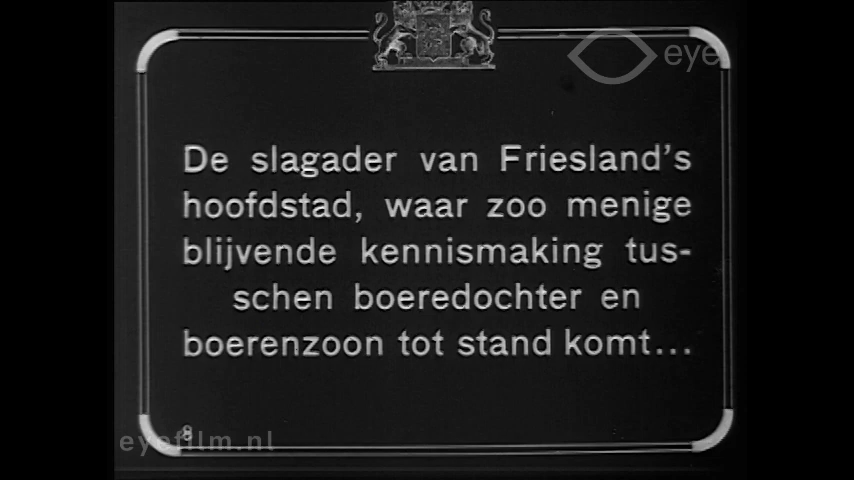 eye
De slagader van Friesland's
hoofdstad, waar zoo menige
blijvende kennismaking tus-
schen boeredochter en
boerenzoon tot stand komt...
8
eyefilm.nl